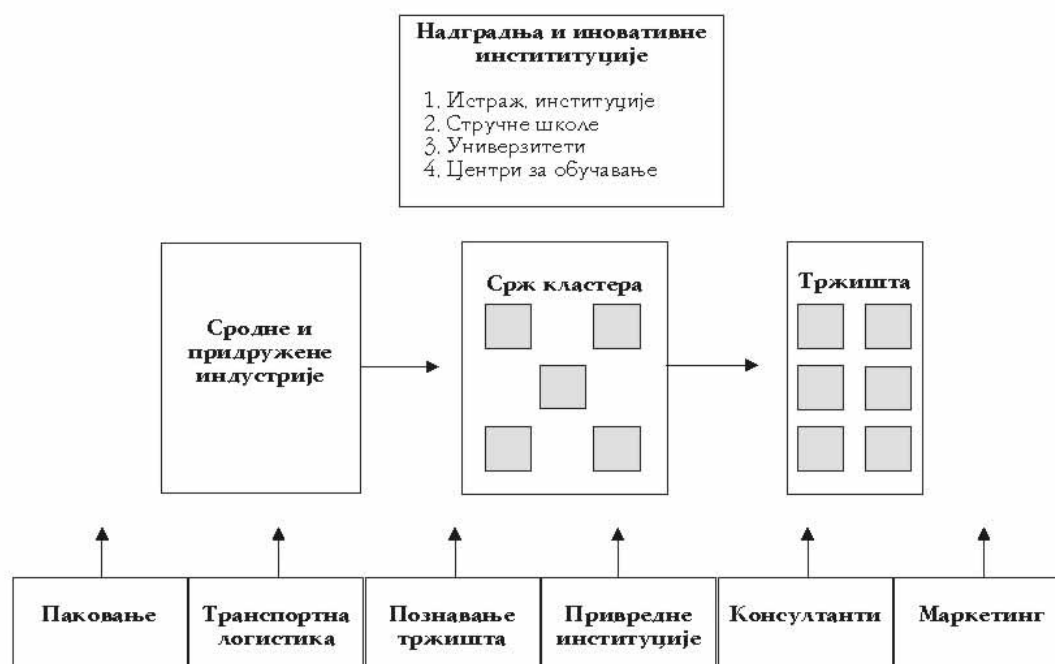 Надградња и иновативне
инстититуције
1. Истраж. институције
2. Стручне школе
3. Универзитети
4. Центри за обучавање
Сродне и
придружене
индустрије
Срж кластера
Тржишта
Паковање
Транспортна
логистика
Познавање
тржишта
Привредне
институције
Консултанти
Маркетинг